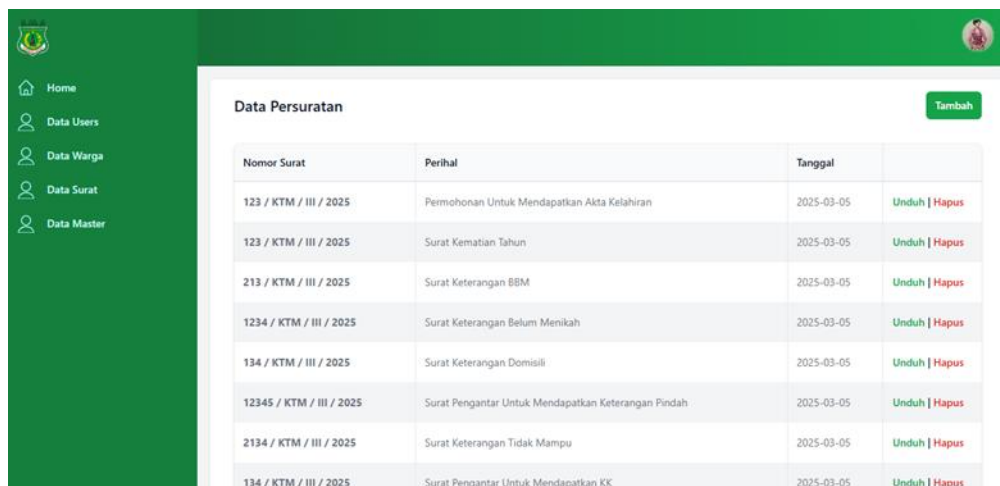 Home
Data Users
Data Warga
Data Surat
Data Master
Data Persuratan
Tambah
Nomor Surat Perihal Tanggal
123 / KTM / III / 2025 Permohonan Untuk Mendapatkan Akta Kelahiran 2025-03-05 Unduh | Hapus
123 / KTM / III / 2025 Surat Kematian Tahun 2025-03-05 Unduh | Hapus
213 / KTM / III / 2025 Surat Keterangan BBM 2025-03-05 Unduh | Hapus
1234 / KTM / III / 2025 Surat Keterangan Belum Menikah 2025-03-05 Unduh | Hapus
134 / KTM / III / 2025 Surat Keterangan Domisili 2025-03-05 Unduh | Hapus
12345 / KTM / III / 2025 Surat Pengantar Untuk Mendapatkan Keterangan Pindah 2025-03-05 Unduh | Hapus
2134 / KTM / III / 2025 Surat Keterangan Tidak Mampu 2025-03-05 Unduh | Hapus
134 / KTM / III / 2025 Surat Pengantar Untuk Mendapatkan KK 2025-03-05 Unduh | Hapus